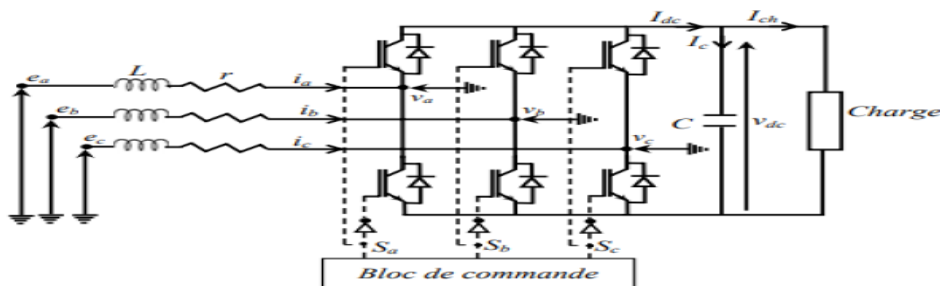 I_dc
I_ch
I_c
L
r
e_a
i_a
v_a
e_b
i_b
v_b
e_c
i_c
v_c
C
v_dc
Charge
S_a
S_b
S_c
Bloc de commande